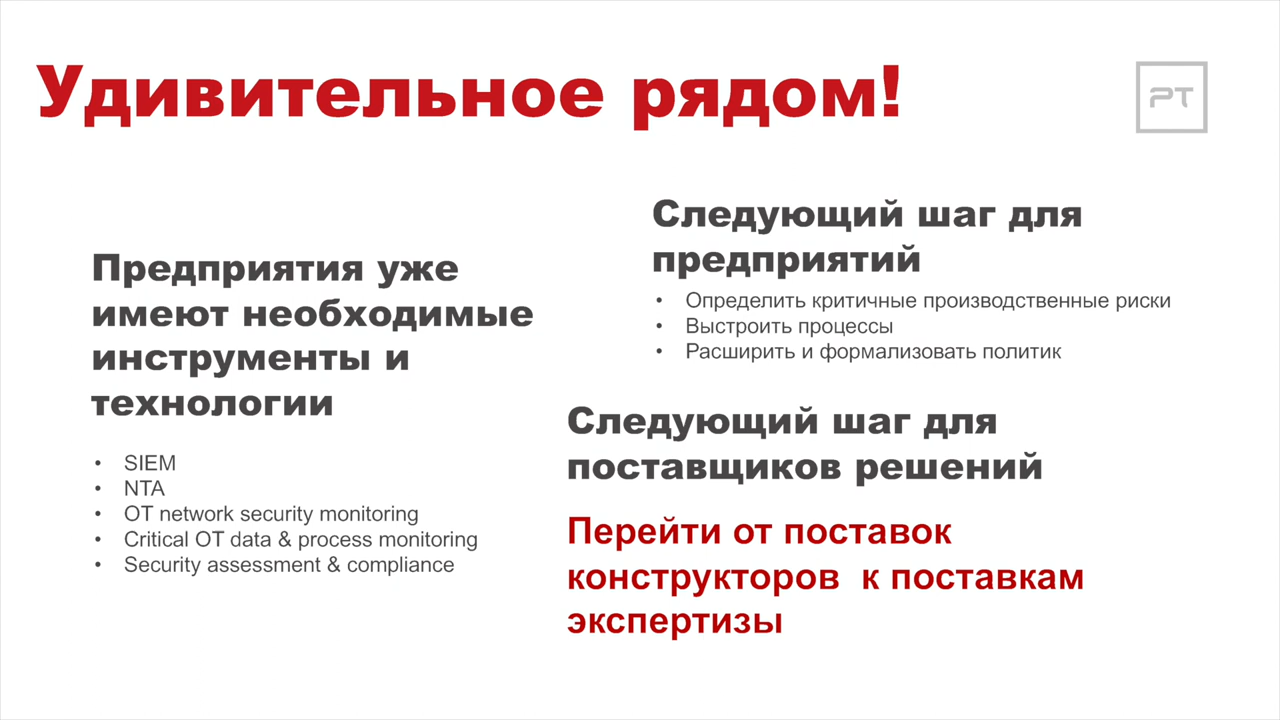 Удивительное рядом!
PT
Предприятия уже
имеют необходимые
инструменты и
технологии
• SIEM
• NTA
• OT network security monitoring
• Critical OT data & process monitoring
• Security assessment & compliance
Следующий шаг для
предприятий
• Определить критичные производственные риски
• Выстроить процессы
• Расширить и формализовать политик
Следующий шаг для
поставщиков решений
Перейти от поставок
конструкторов  к поставкам
экспертизы